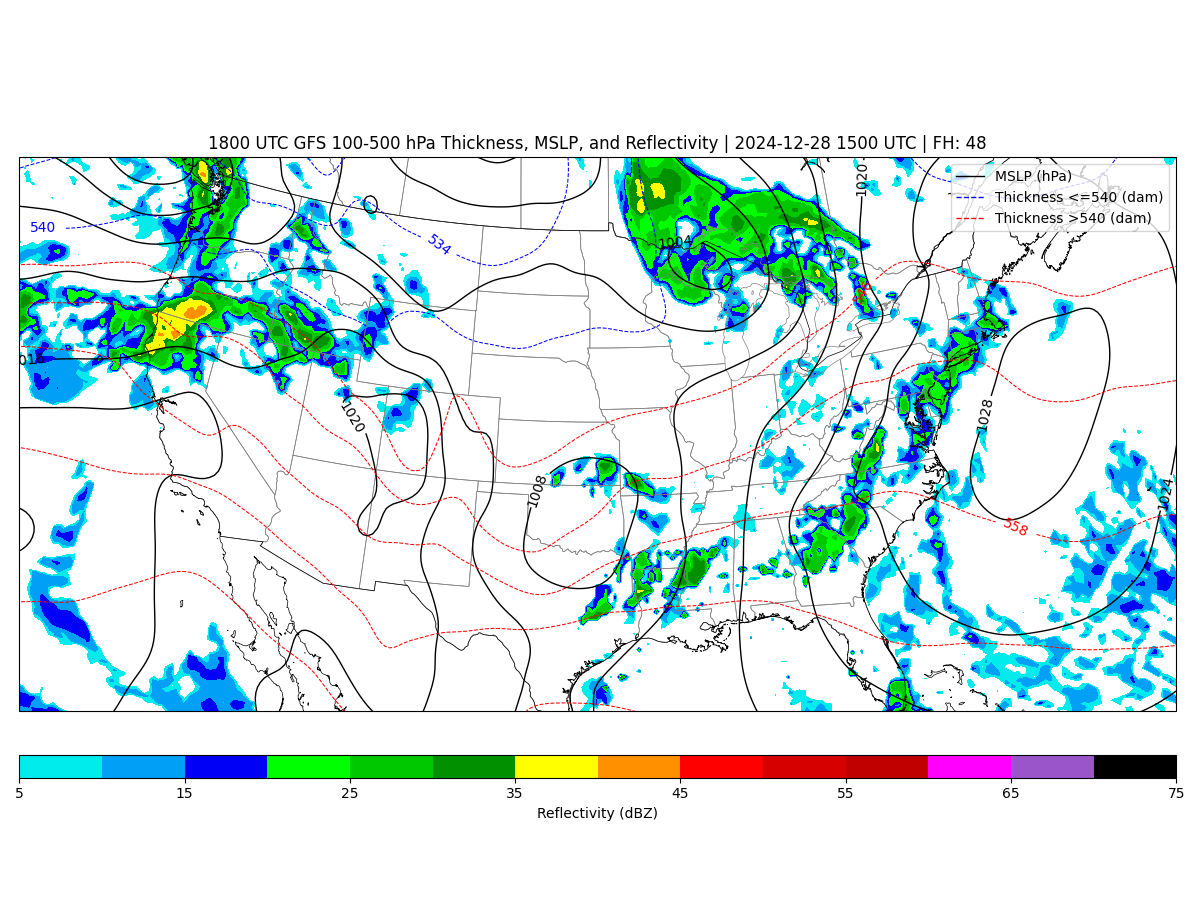 1800 UTC GFS 100-500 hPa Thickness, MSLP, and Reflectivity | 2024-12-28 1500 UTC | FH: 48
MSLP (hPa)
Thickness <=540 (dam)
Thickness >540 (dam)
1020
540
534
1004
1020
1028
1008
1024
558
5 15 25 35 45 55 65 75
Reflectivity (dBZ)